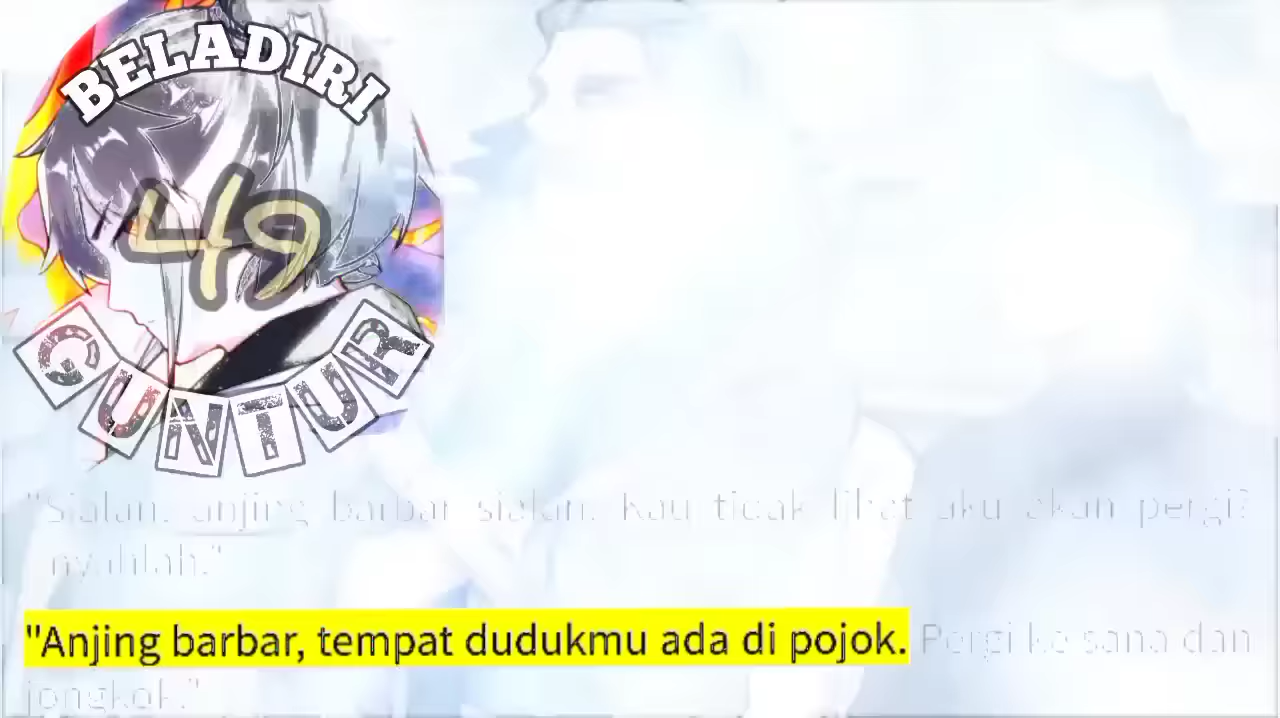 BELADIRI
49
GUNTUR
"Sialan, anjing barbar sialan. Kau tidak lihat aku akan pergi?
"Anjing barbar, tempat dudukmu ada di pojok. Pergi ke sana dan
jongkok."